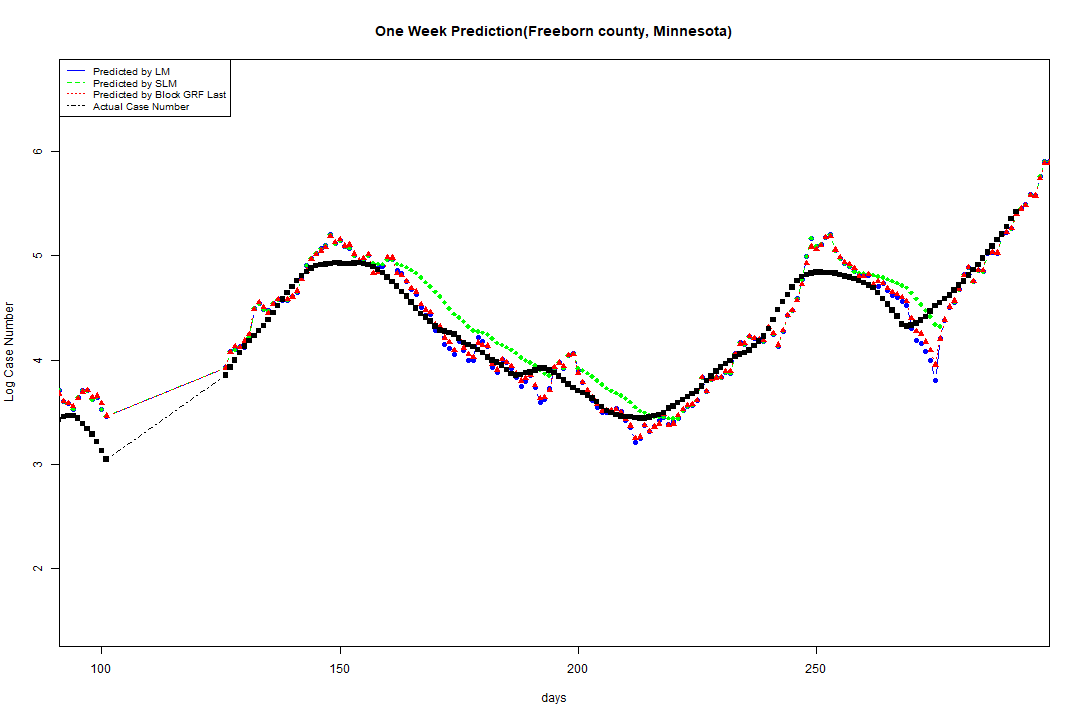 One Week Prediction(Freeborn county, Minnesota)
Predicted by LM
Predicted by SLM
Predicted by Block GRF Last
Actual Case Number
Log Case Number
6
5
4
3
2
100 150 200 250
days